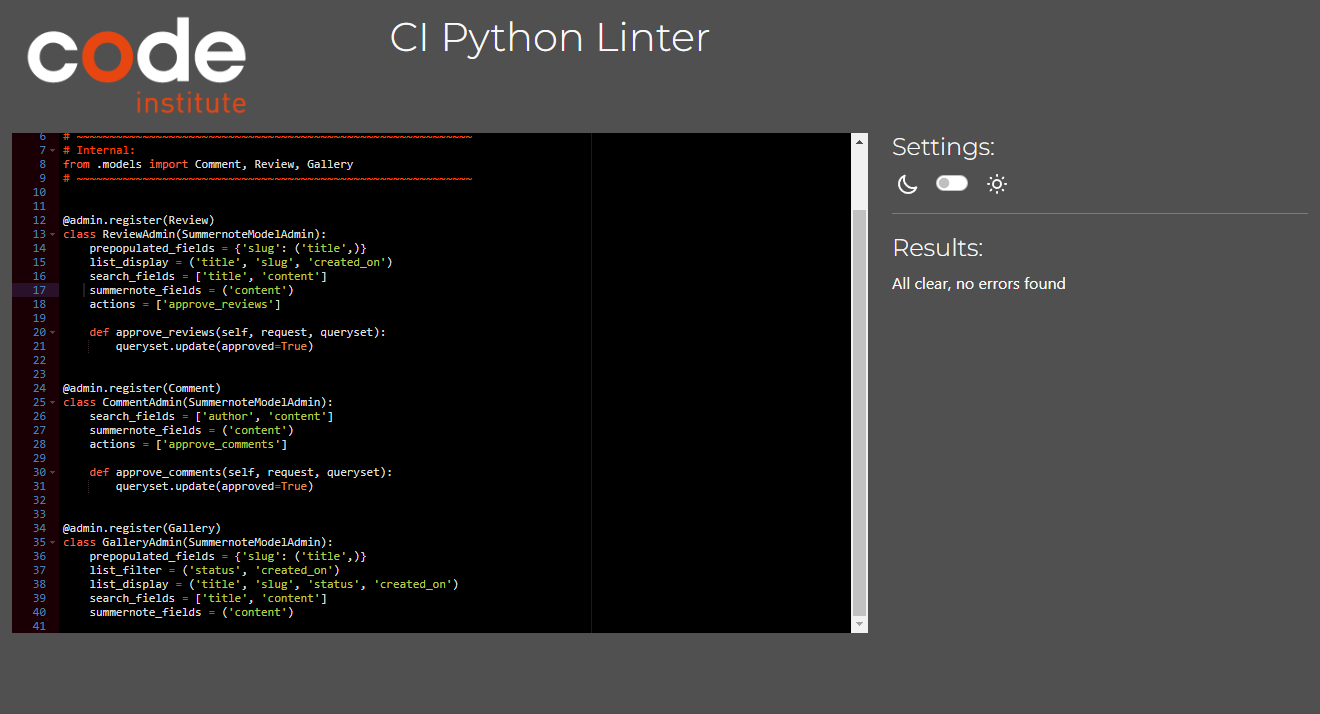 code
institute
CI Python Linter
6 # ~~~~~~~~~~~~~~~~~~~~~~~~~~~~~~~~~~~~~~~~~~~~~~~~~~~~~~~~~~~~
7 # Internal:
8 from .models import Comment, Review, Gallery
9 # ~~~~~~~~~~~~~~~~~~~~~~~~~~~~~~~~~~~~~~~~~~~~~~~~~~~~~~~~~~~~
10
11
12 @admin.register(Review)
13 class ReviewAdmin(SummernoteModelAdmin):
14     prepopulated_fields = {'slug': ('title',)}
15     list_display = ('title', 'slug', 'created_on')
16     search_fields = ['title', 'content']
17     summernote_fields = ('content')
18     actions = ['approve_reviews']
19
20     def approve_reviews(self, request, queryset):
21         queryset.update(approved=True)
22
23
24 @admin.register(Comment)
25 class CommentAdmin(SummernoteModelAdmin):
26     search_fields = ['author', 'content']
27     summernote_fields = ('content')
28     actions = ['approve_comments']
29
30     def approve_comments(self, request, queryset):
31         queryset.update(approved=True)
32
33
34 @admin.register(Gallery)
35 class GalleryAdmin(SummernoteModelAdmin):
36     prepopulated_fields = {'slug': ('title',)}
37     list_filter = ('status', 'created_on')
38     list_display = ('title', 'slug', 'status', 'created_on')
39     search_fields = ['title', 'content']
40     summernote_fields = ('content')
41
Settings:
Results:
All clear, no errors found